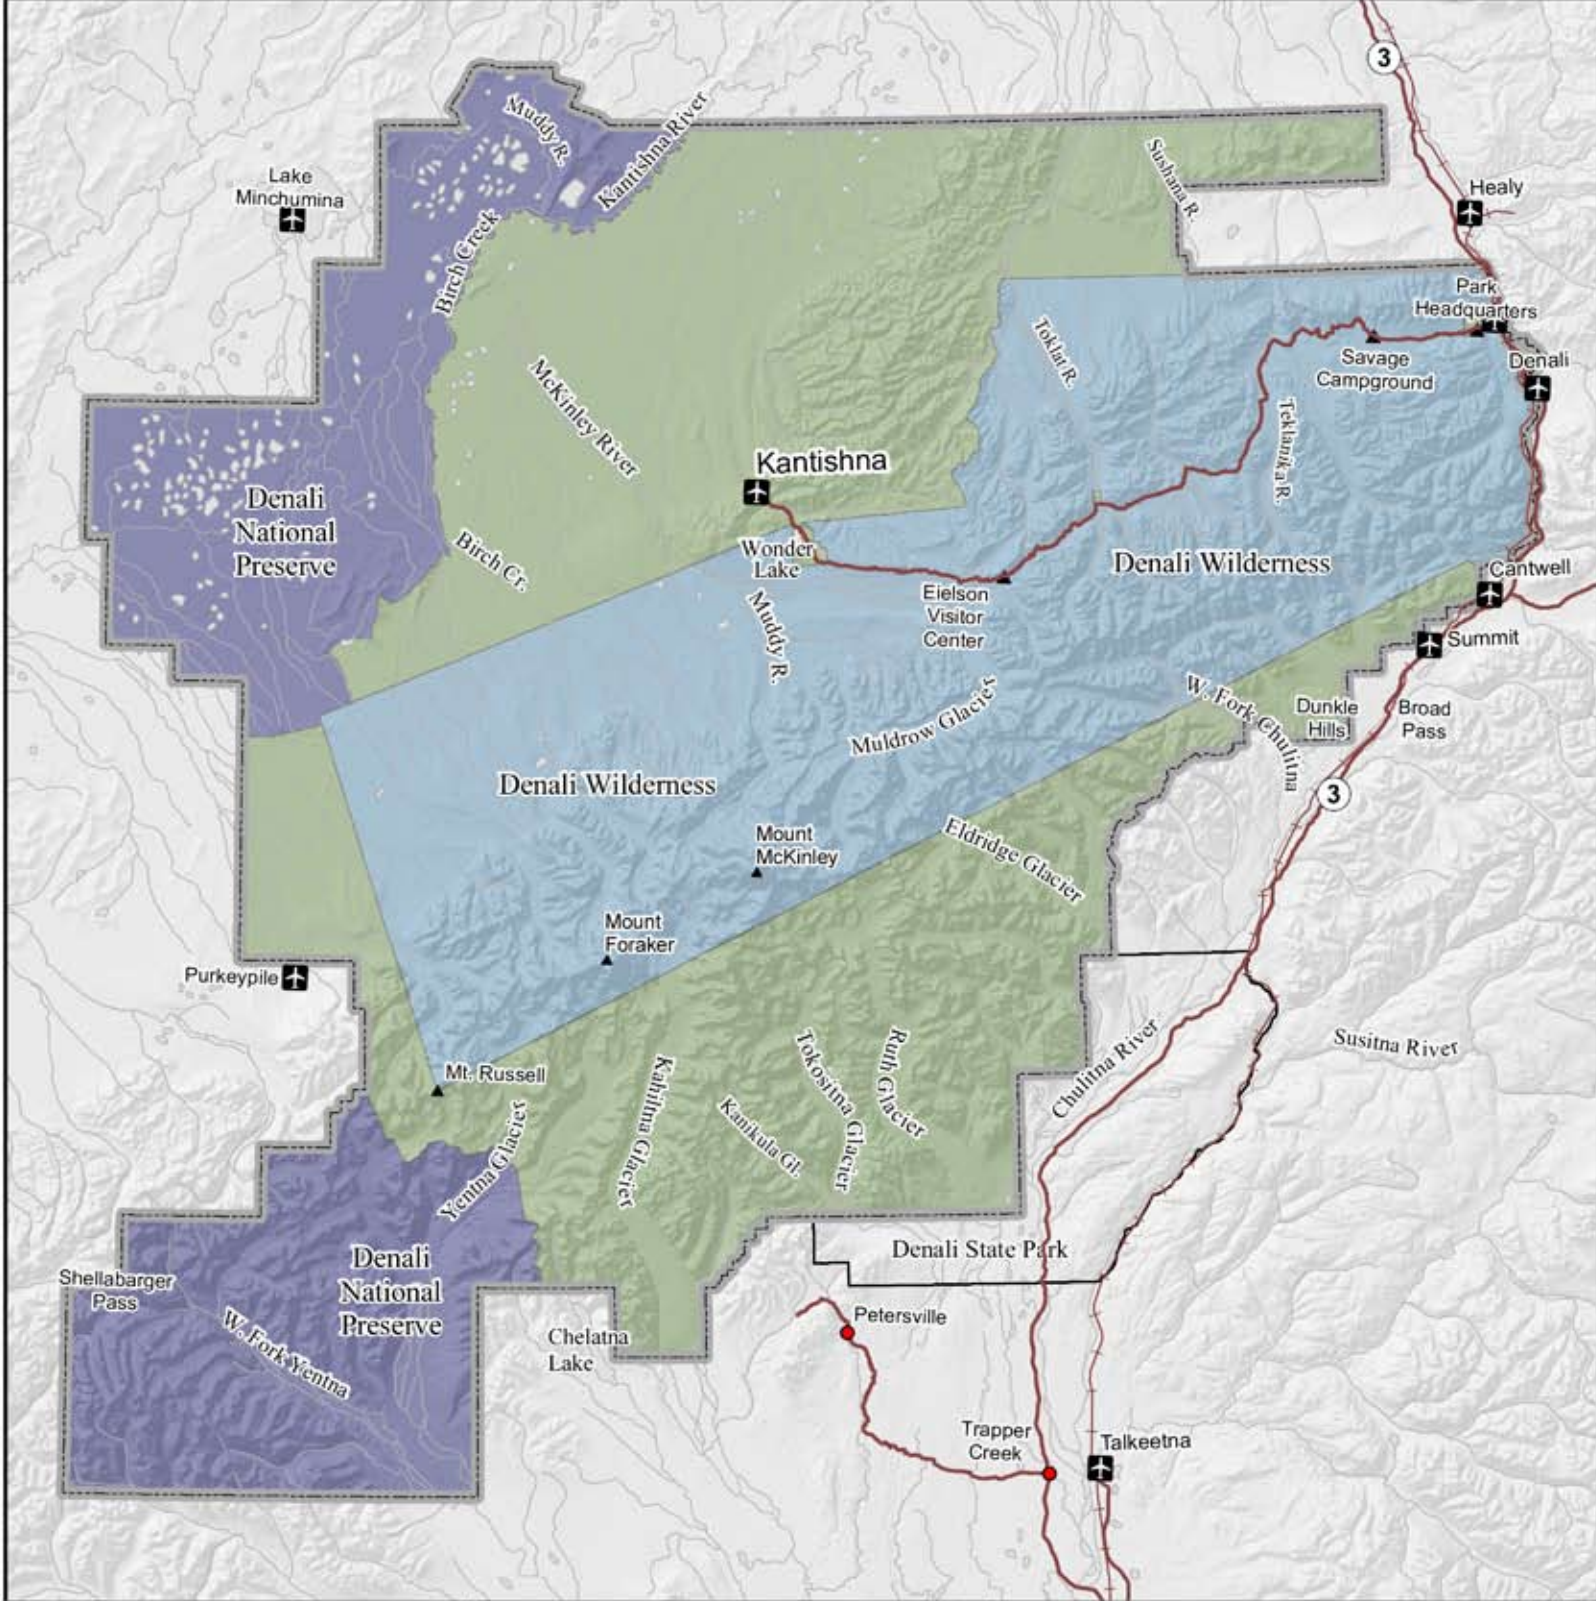 3
Muddy R.
Kantishna River
Sushana R.
Lake
Minchumina
Healy
Birch Creek
Park
Headquarters
Toklat R.
Savage
Campground
Denali
McKinley River
Teklanika R.
Kantishna
Denali
National
Preserve
Birch Cr.
Wonder
Lake
Denali Wilderness
Cantwell
Eielson
Visitor
Center
Muddy R.
Summit
W. Fork Chulitna
Muldrow Glacier
Dunkle
Hills
Broad
Pass
Denali Wilderness
3
Mount
McKinley
Eldridge Glacier
Mount
Foraker
Purkeypile
Chulitna River
Susitna River
Mt. Russell
Yentna Glacier
Kahiltna Glacier
Kanikula Gl.
Tokositna Glacier
Ruth Glacier
Denali State Park
Denali
National
Preserve
Shellabarger
Pass
W. Fork Yentna
Chelatna
Lake
Petersville
Trapper
Creek
Talkeetna